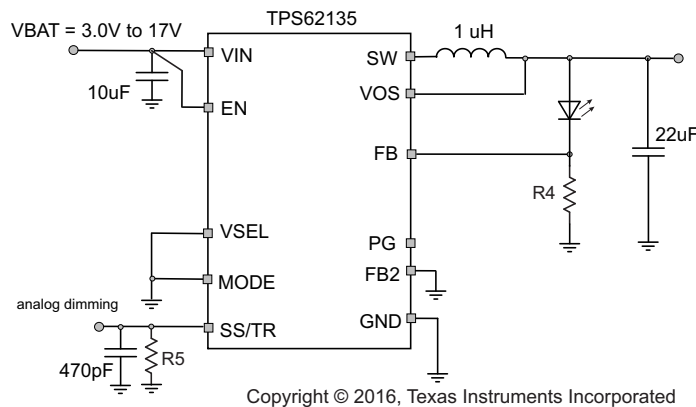 TPS62135
VBAT = 3.0V to 17V
1 uH
VIN
SW
10uF
EN
VOS
FB
22uF
R4
VSEL
PG
MODE
FB2
analog dimming
SS/TR
GND
470pF
R5
Copyright © 2016, Texas Instruments Incorporated